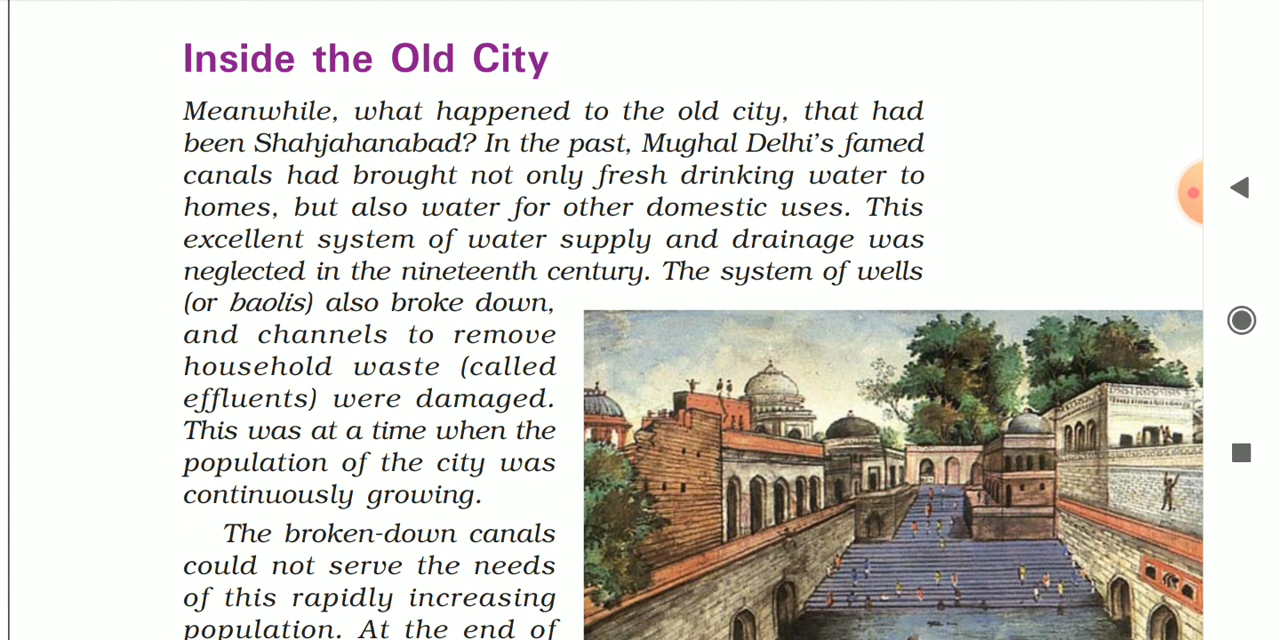 Inside the Old City
Meanwhile, what happened to the old city, that had
been Shahjahanabad? In the past, Mughal Delhi's famed
canals had brought not only fresh drinking water to
homes, but also water for other domestic uses. This
excellent system of water supply and drainage was
neglected in the nineteenth century. The system of wells
(or baolis) also broke down,
and channels to remove
household waste (called
effluents) were damaged.
This was at a time when the
population of the city was
continuously growing.
The broken-down canals
could not serve the needs
of this rapidly increasing
population. At the end of